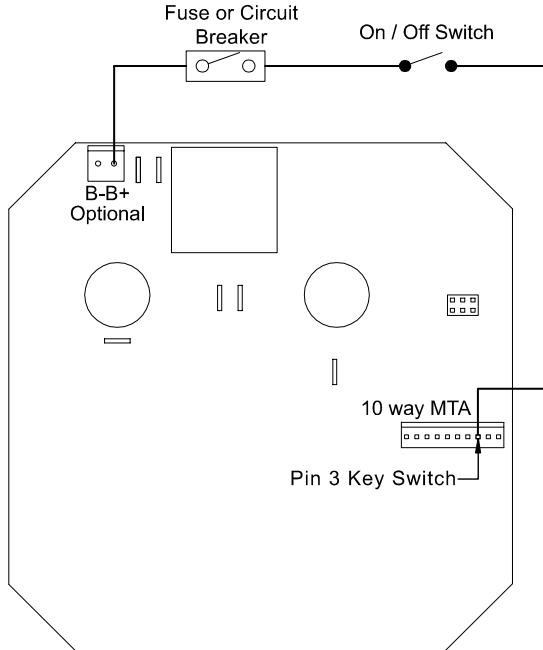 Fuse or Circuit
Breaker
On / Off Switch
B-B+
Optional
10 way MTA
Pin 3 Key Switch